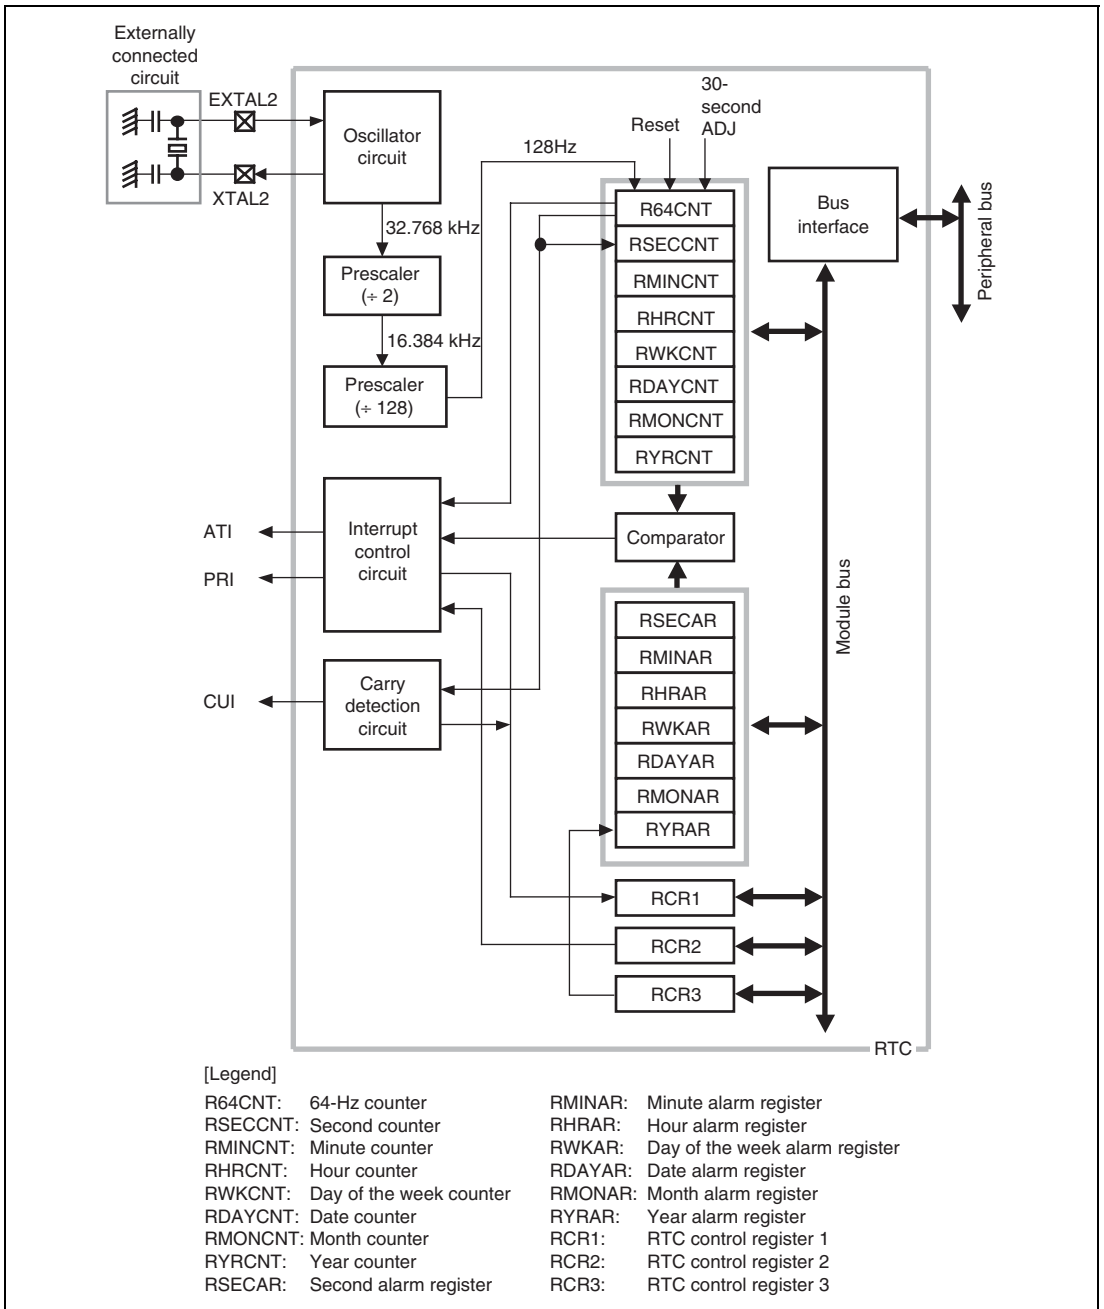 Externally
connected
circuit
EXTAL2
XTAL2
Oscillator
circuit
32.768 kHz
Prescaler
(÷ 2)
16.384 kHz
Prescaler
(÷ 128)
128Hz
Reset
30-
second
ADJ
R64CNT
RSECCNT
RMINCNT
RHRCNT
RWKCNT
RDAYCNT
RMONCNT
RYRCNT
Bus
interface
Peripheral bus
Module bus
Comparator
Interrupt
control
circuit
ATI
PRI
Carry
detection
circuit
CUI
RSECAR
RMINAR
RHRAR
RWKAR
RDAYAR
RMONAR
RYRAR
RCR1
RCR2
RCR3
RTC
[Legend]
R64CNT: 64-Hz counter
RSECCNT: Second counter
RMINCNT: Minute counter
RHRCNT: Hour counter
RWKCNT: Day of the week counter
RDAYCNT: Date counter
RMONCNT: Month counter
RYRCNT: Year counter
RSECAR: Second alarm register
RMINAR: Minute alarm register
RHRAR: Hour alarm register
RWKAR: Day of the week alarm register
RDAYAR: Date alarm register
RMONAR: Month alarm register
RYRAR: Year alarm register
RCR1: RTC control register 1
RCR2: RTC control register 2
RCR3: RTC control register 3